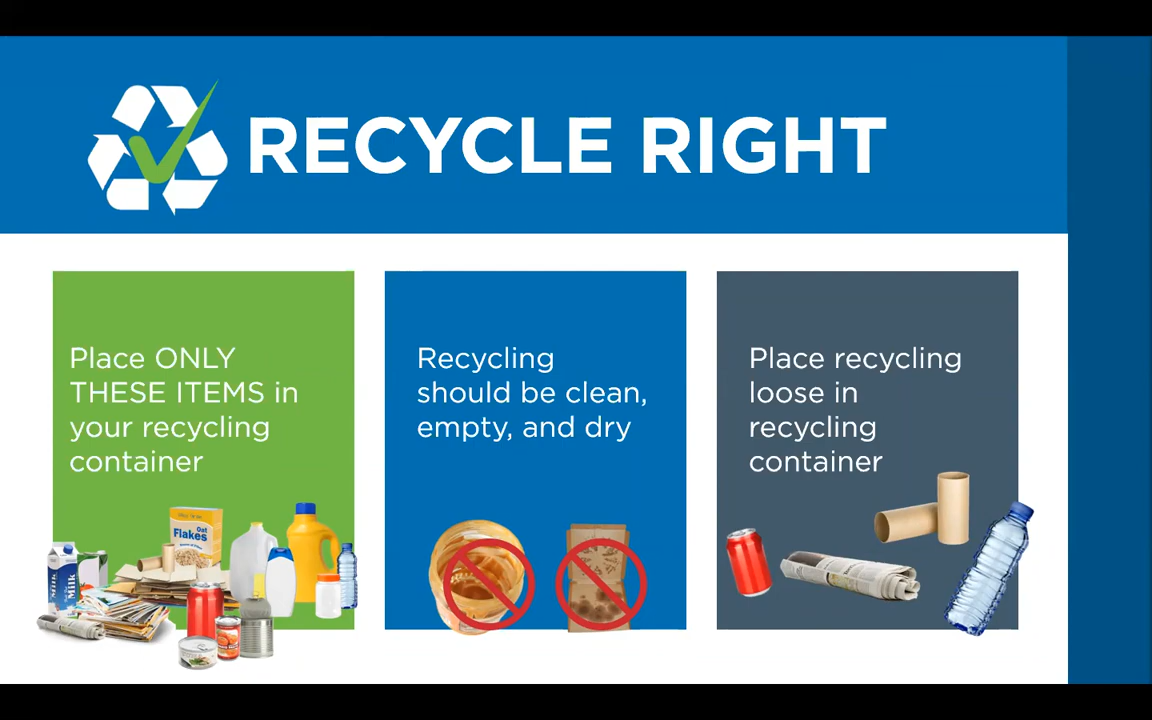 RECYCLE RIGHT
Place ONLY
THESE ITEMS in
your recycling
container
Recycling
should be clean,
empty, and dry
Place recycling
loose in
recycling
container
Oat
Flakes
Milk
Milk